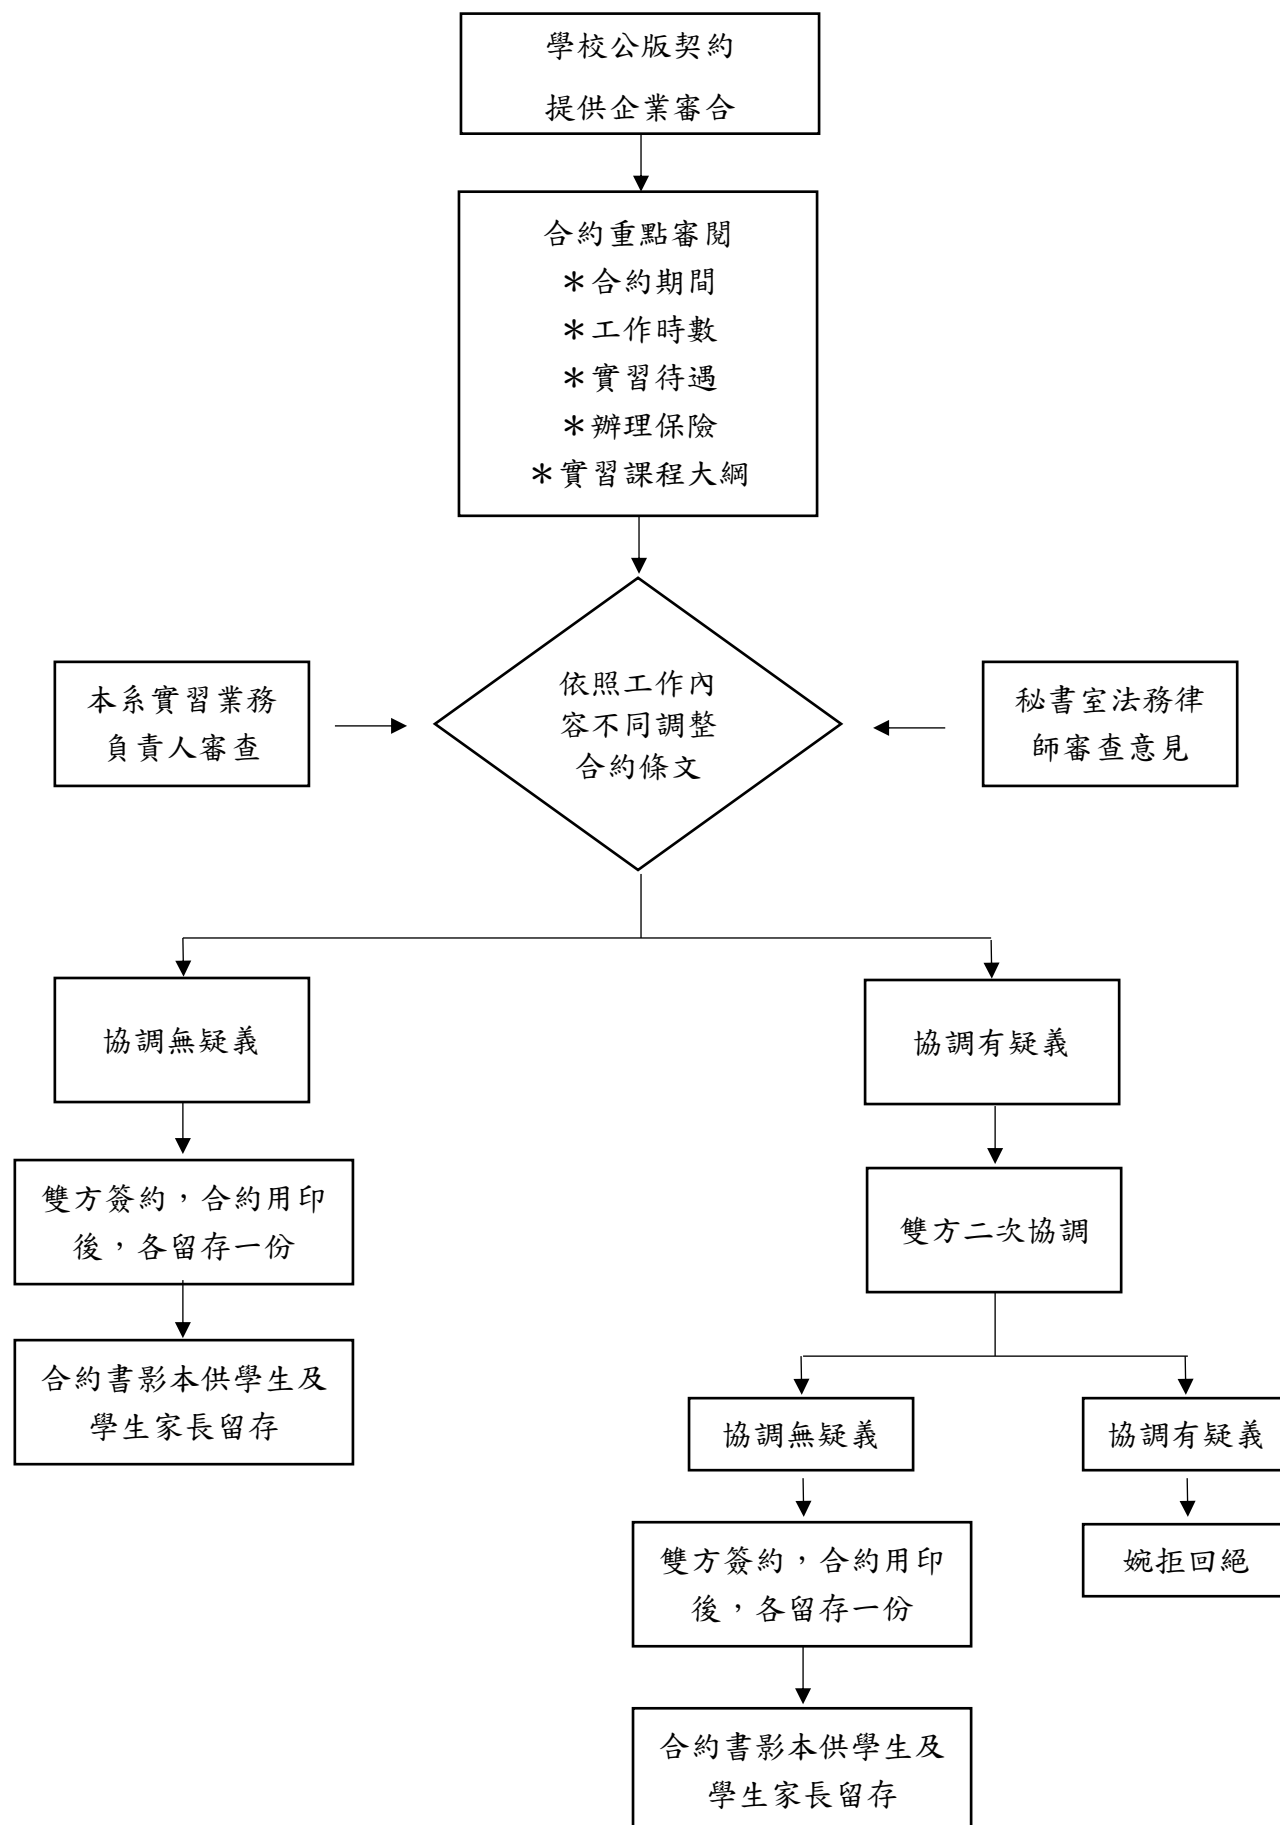 學校公版契約
提供企業審合
合約重點審閱
＊合約期間
＊工作時數
＊實習待遇
＊辦理保險
＊實習課程大綱
本系實習業務
負責人審查
依照工作內
容不同調整
合約條文
秘書室法務律
師審查意見
協調無疑義
協調有疑義
雙方簽約，合約用印
後，各留存一份
雙方二次協調
合約書影本供學生及
學生家長留存
協調無疑義
協調有疑義
雙方簽約，合約用印
後，各留存一份
婉拒回絕
合約書影本供學生及
學生家長留存